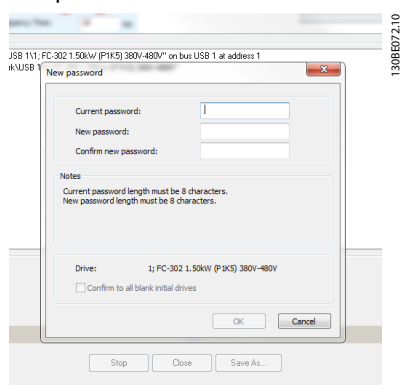 JSB 1\1; FC-302 1.50kW (P1K5) 380V-480V" on bus USB 1 at address 1
rk\USB 1
New password
Current password:
New password:
Confirm new password:
Notes
Current password length must be 8 characters.
New password length must be 8 characters.
Drive: 1; FC-302 1.50kW (P1K5) 380V-480V
Confirm to all blank initial drives
OK Cancel
Stop Close Save As...
130BE072.10